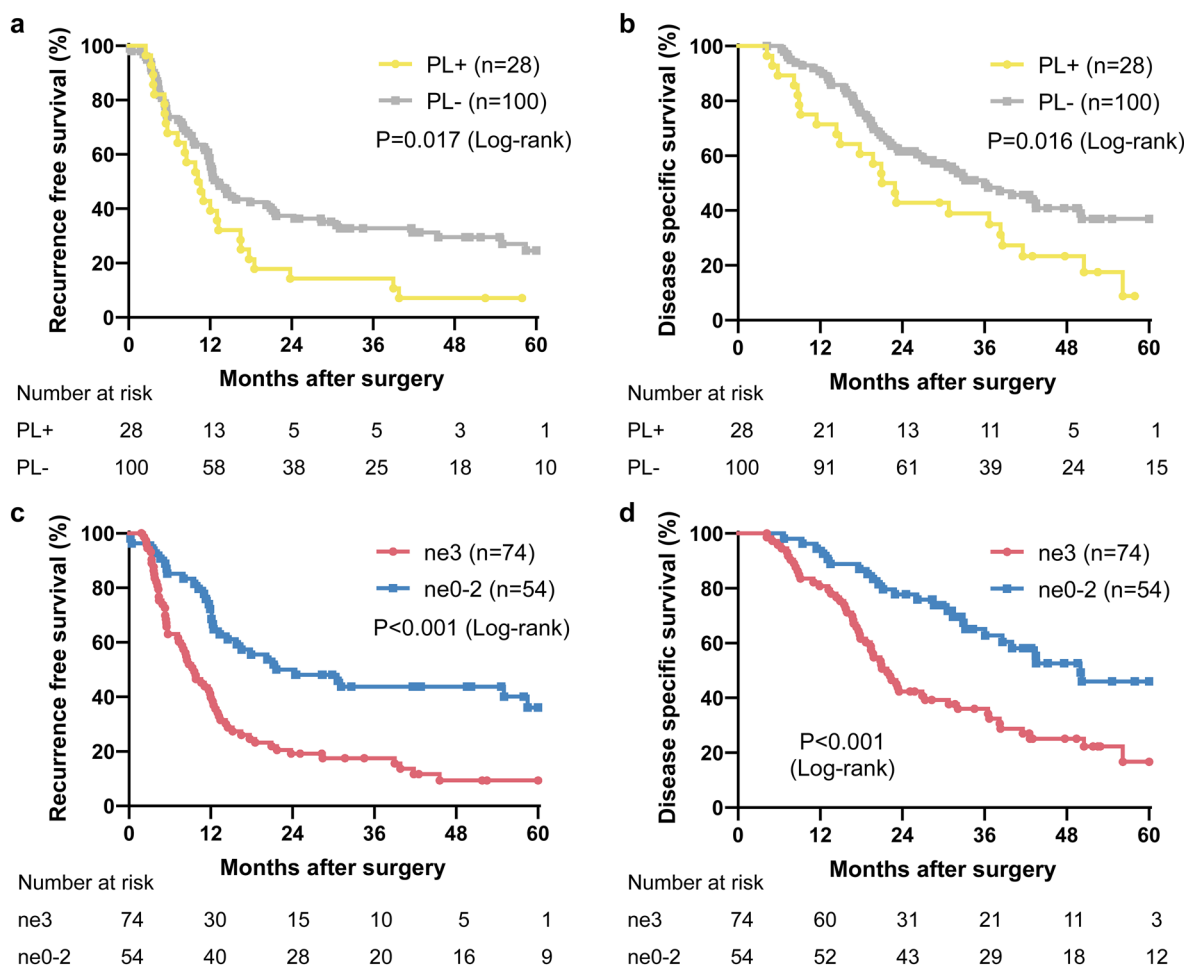 a
Recurrence free survival (%)
100
80
60
40
20
0
0 12 24 36 48 60
Months after surgery
PL+ (n=28)
PL- (n=100)
P=0.017 (Log-rank)
Number at risk
PL+ 28 13 5 5 3 1
PL- 100 58 38 25 18 10
b
Disease specific survival (%)
100
80
60
40
20
0
0 12 24 36 48 60
Months after surgery
PL+ (n=28)
PL- (n=100)
P=0.016 (Log-rank)
Number at risk
PL+ 28 21 13 11 5 1
PL- 100 91 61 39 24 15
c
Recurrence free survival (%)
100
80
60
40
20
0
0 12 24 36 48 60
Months after surgery
ne3 (n=74)
ne0-2 (n=54)
P<0.001 (Log-rank)
Number at risk
ne3 74 30 15 10 5 1
ne0-2 54 40 28 20 16 9
d
Disease specific survival (%)
100
80
60
40
20
0
0 12 24 36 48 60
Months after surgery
ne3 (n=74)
ne0-2 (n=54)
P<0.001
(Log-rank)
Number at risk
ne3 74 60 31 21 11 3
ne0-2 54 52 43 29 18 12